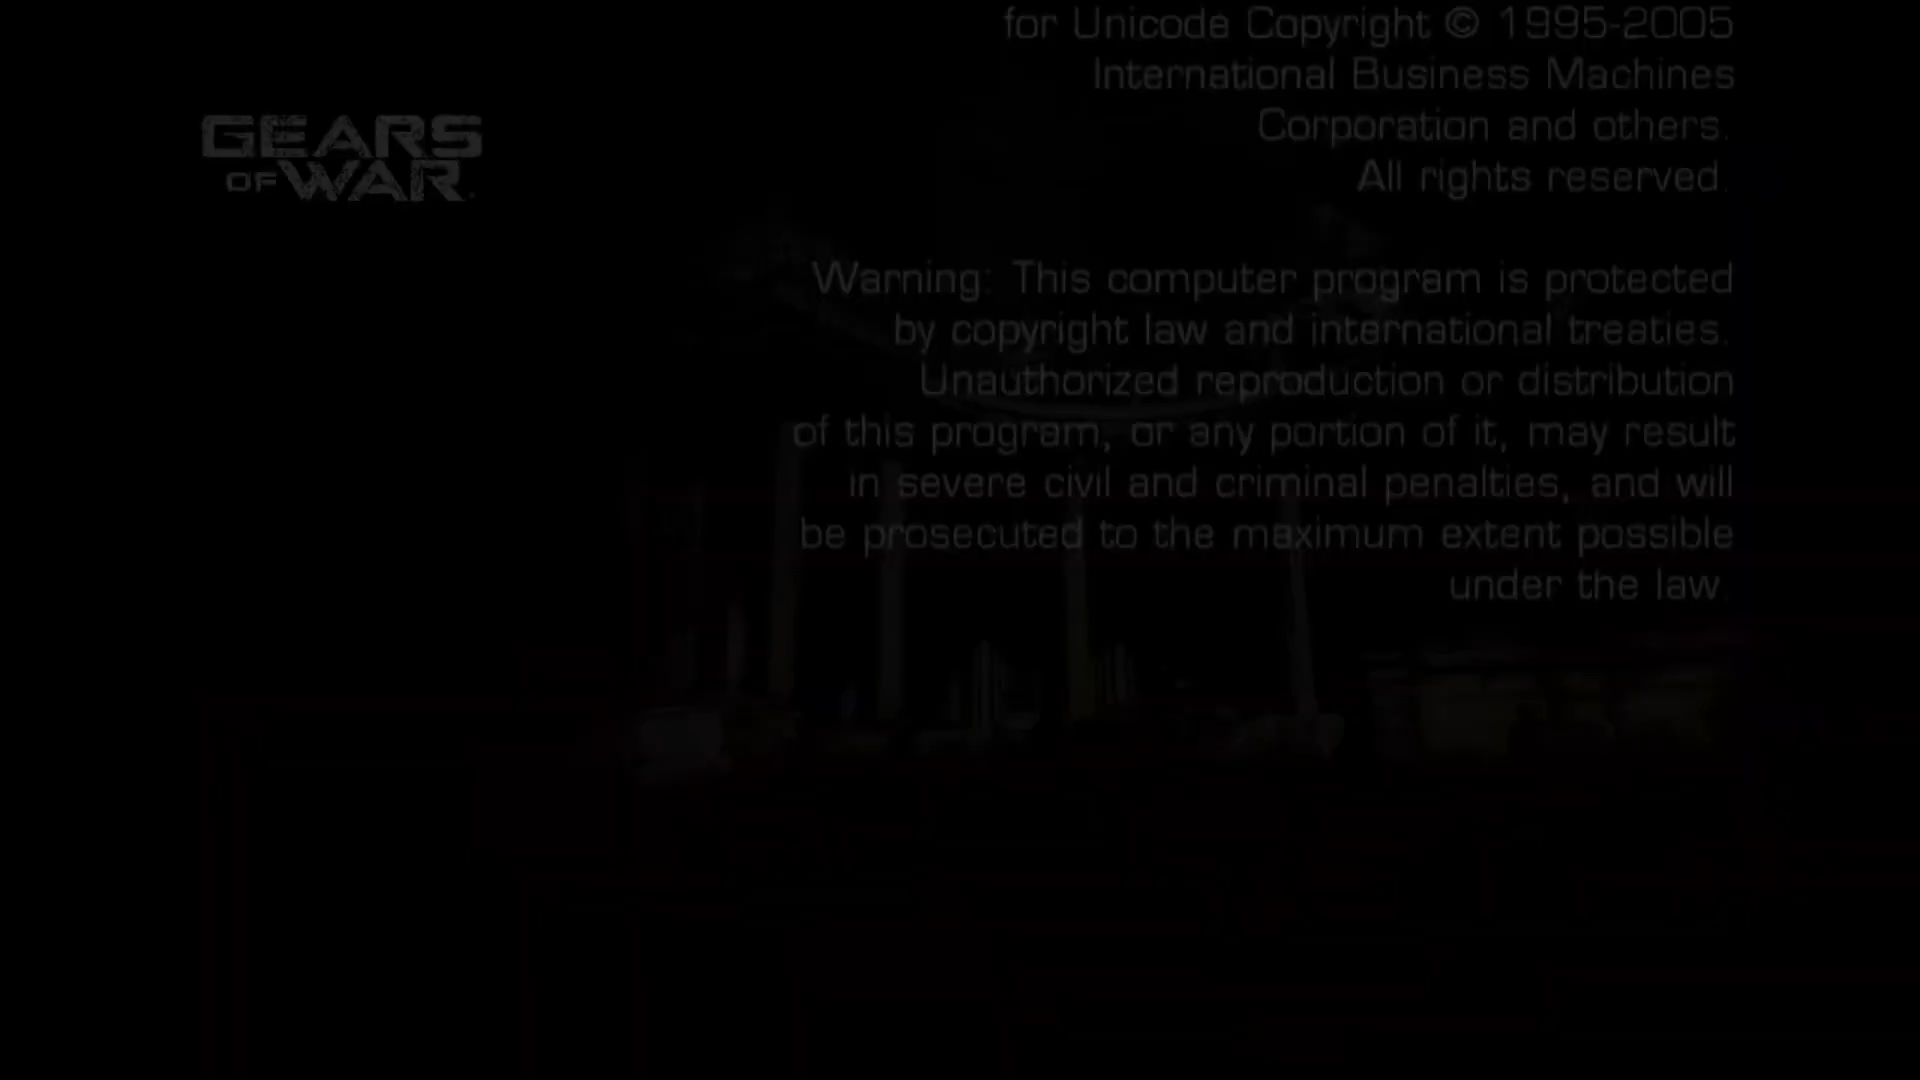 GEARS
OF WAR
for Unicode Copyright © 1995-2005
International Business Machines
Corporation and others.
All rights reserved.
Warning: This computer program is protected
by copyright law and international treaties.
Unauthorized reproduction or distribution
of this program, or any portion of it, may result
in severe civil and criminal penalties, and will
be prosecuted to the maximum extent possible
under the law.